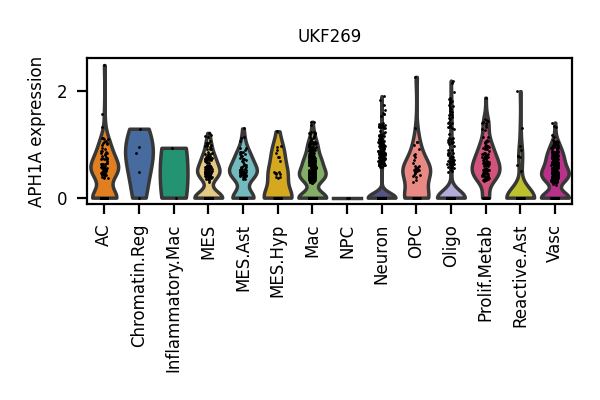 UKF269
APH1A expression
2
0
AC
Chromatin.Reg
Inflammatory.Mac
MES
MES.Ast
MES.Hyp
Mac
NPC
Neuron
OPC
Oligo
Prolif.Metab
Reactive.Ast
Vasc